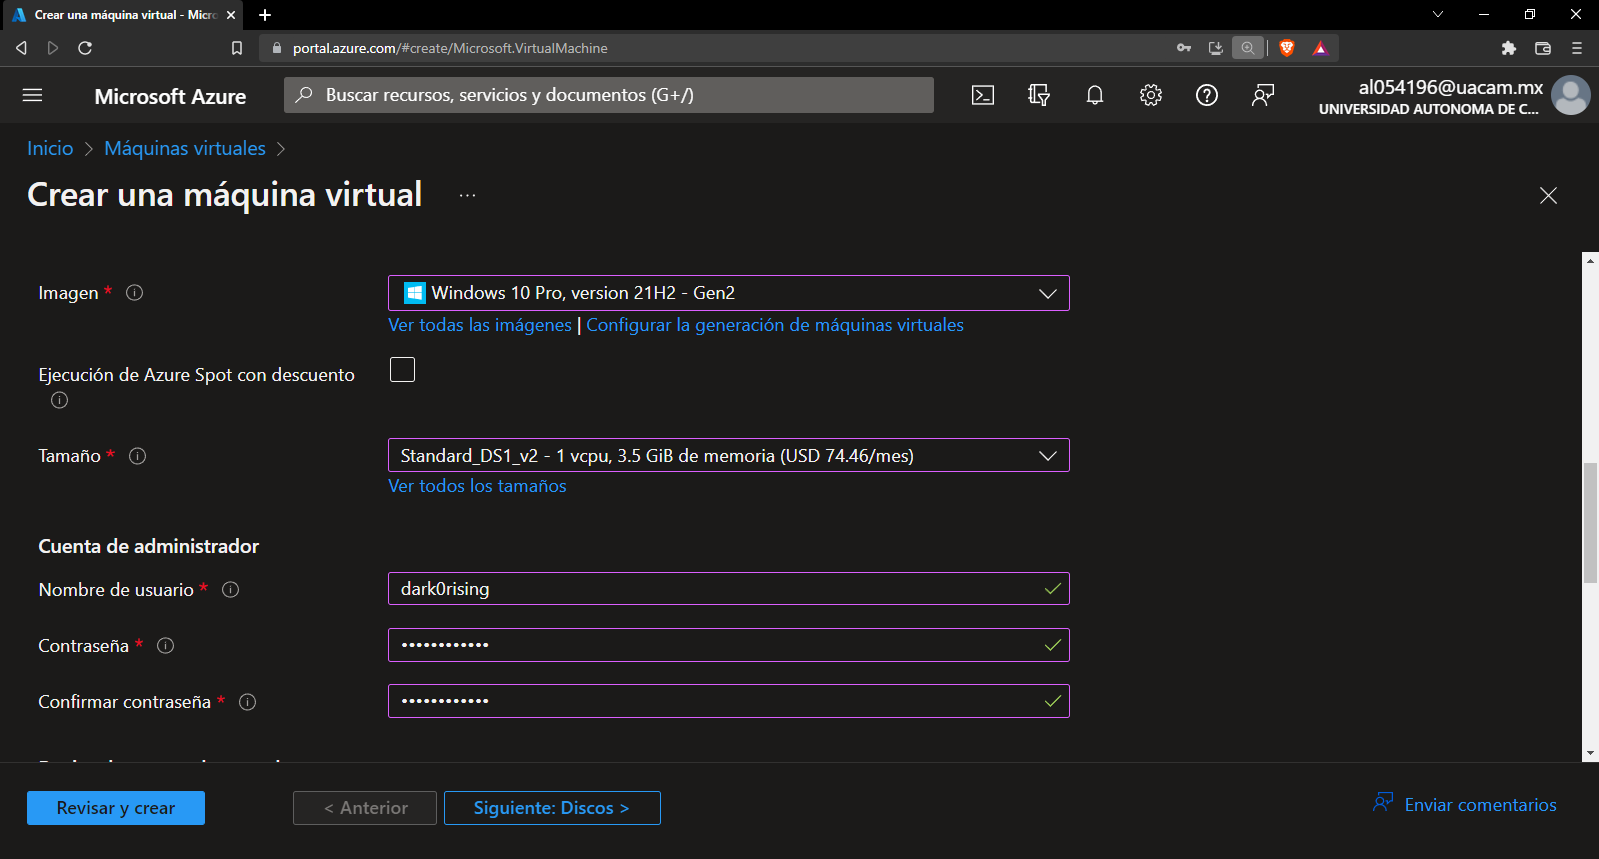 Crear una máquina virtual - Micr
portal.azure.com/#create/Microsoft.VirtualMachine
Microsoft Azure
Buscar recursos, servicios y documentos (G+/)
al054196@uacam.mx
UNIVERSIDAD AUTONOMA DE C...
Inicio > Máquinas virtuales >
Crear una máquina virtual ...
Imagen *
Windows 10 Pro, version 21H2 - Gen2
Ver todas las imágenes | Configurar la generación de máquinas virtuales
Ejecución de Azure Spot con descuento
Tamaño *
Standard_DS1_v2 - 1 vcpu, 3.5 GiB de memoria (USD 74.46/mes)
Ver todos los tamaños
Cuenta de administrador
Nombre de usuario *
dark0rising
Contraseña *
••••••••••••
Confirmar contraseña *
••••••••••••
Revisar y crear
< Anterior
Siguiente: Discos >
Enviar comentarios